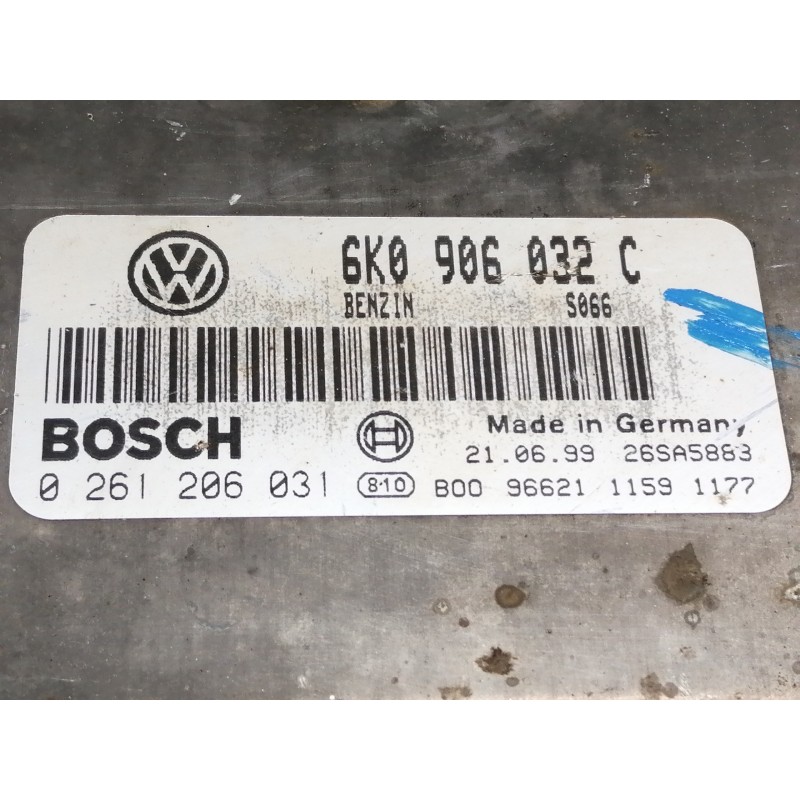 6K0 906 032 C
BENZIN S066
BOSCH
Made in Germany
21.06.99 26SA5883
0 261 206 031 8·10 B00 96621 1159 1177